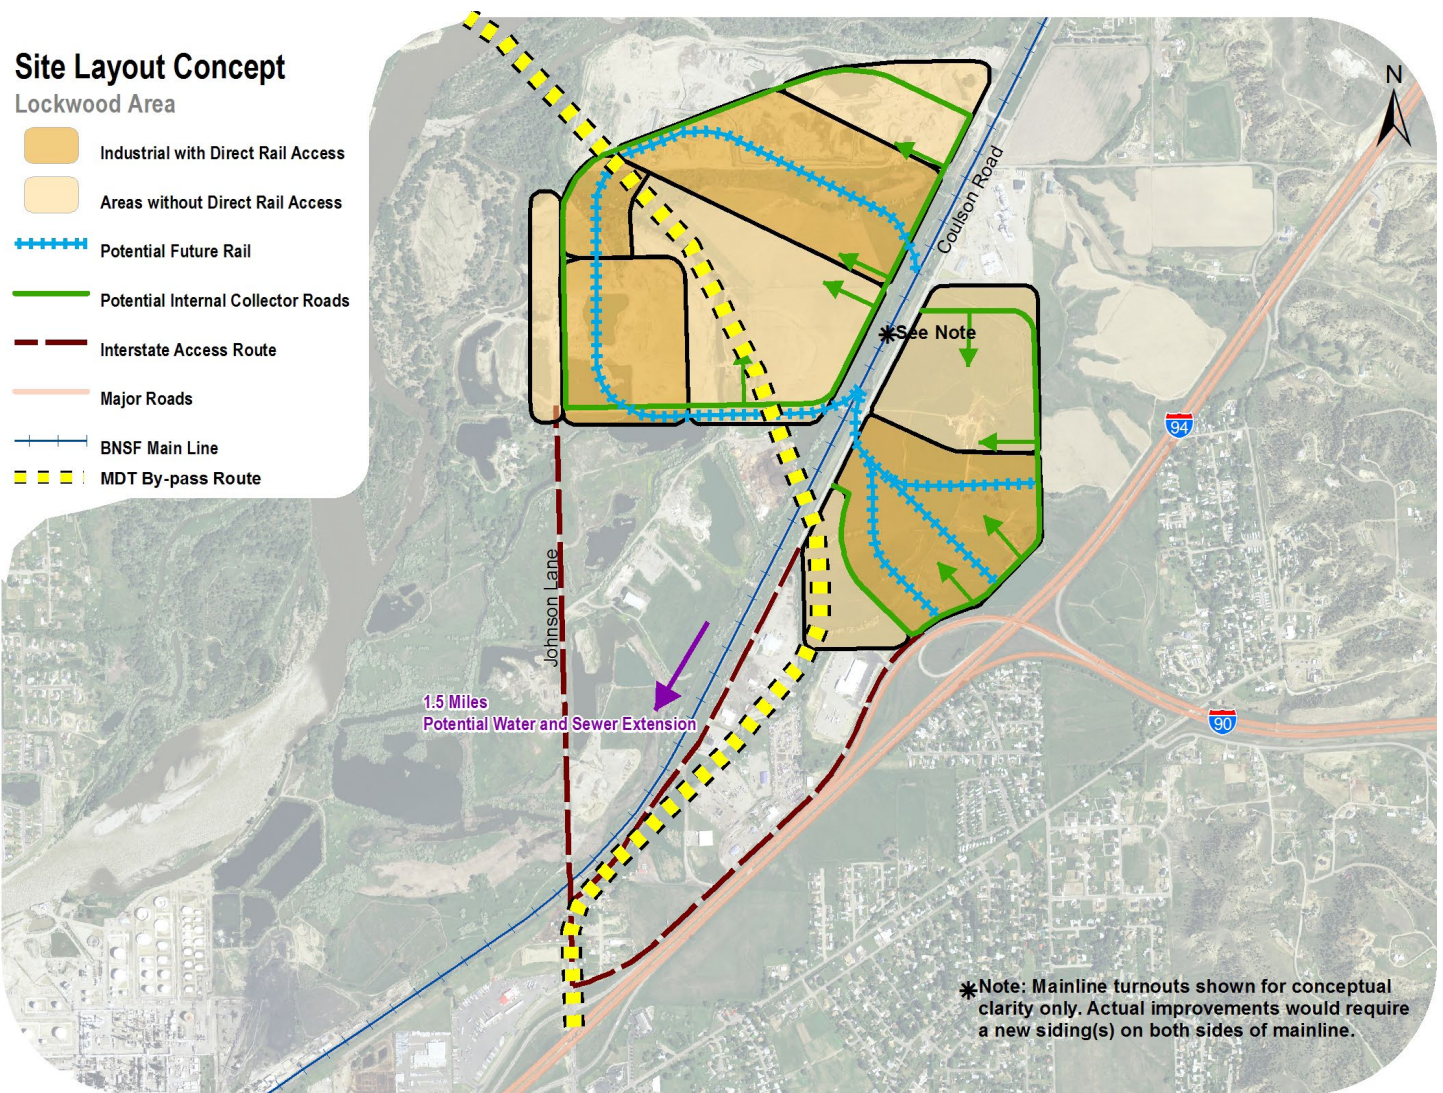 Site Layout Concept
Lockwood Area
Industrial with Direct Rail Access
Areas without Direct Rail Access
Potential Future Rail
Potential Internal Collector Roads
Interstate Access Route
Major Roads
BNSF Main Line
MDT By-pass Route
N
Coulson Road
*See Note
94
Johnson Lane
1.5 Miles
Potential Water and Sewer Extension
90
*Note: Mainline turnouts shown for conceptual
clarity only. Actual improvements would require
a new siding(s) on both sides of mainline.